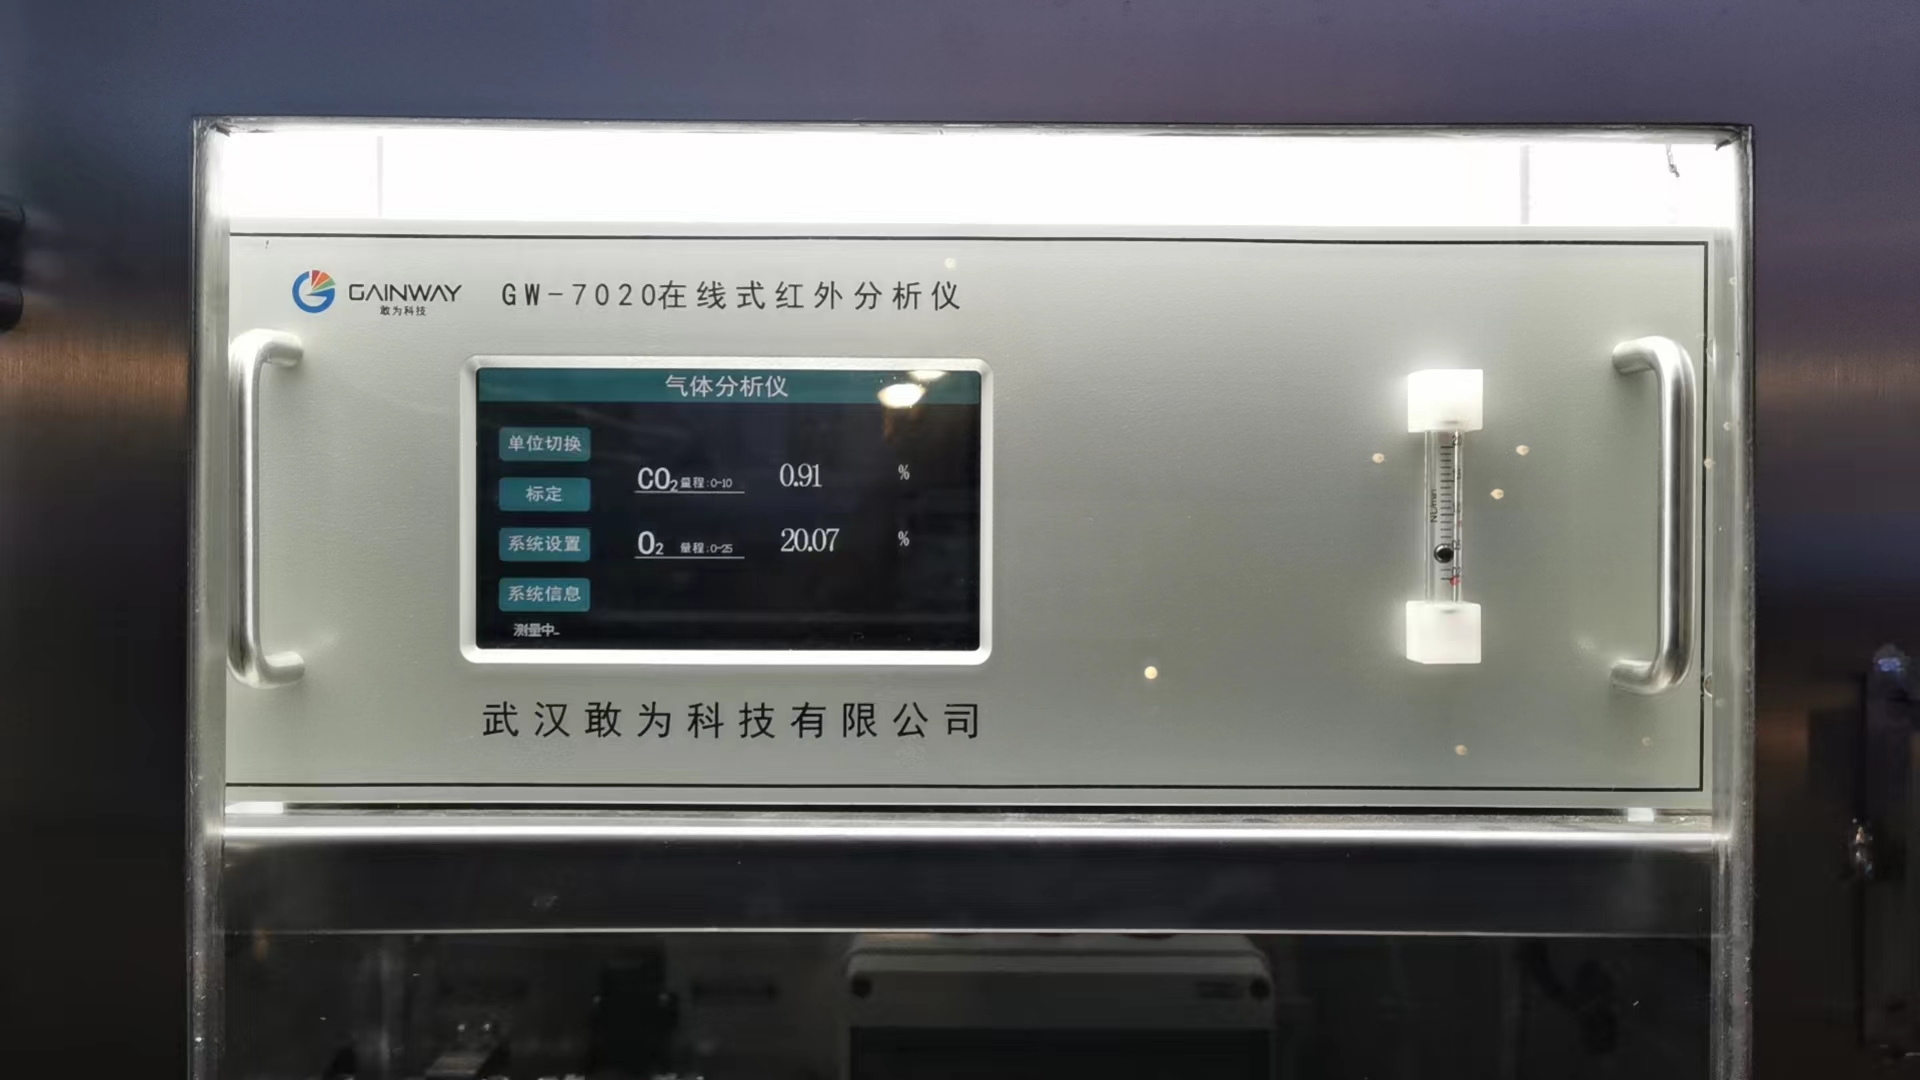 GAINWAY
敢为科技
GW-7020在线式红外分析仪
气体分析仪
单位切换
标定
系统设置
系统信息
测量中_
CO₂ 量程:0-10 0.91 %
O₂ 量程:0-25 20.07 %
武汉敢为科技有限公司